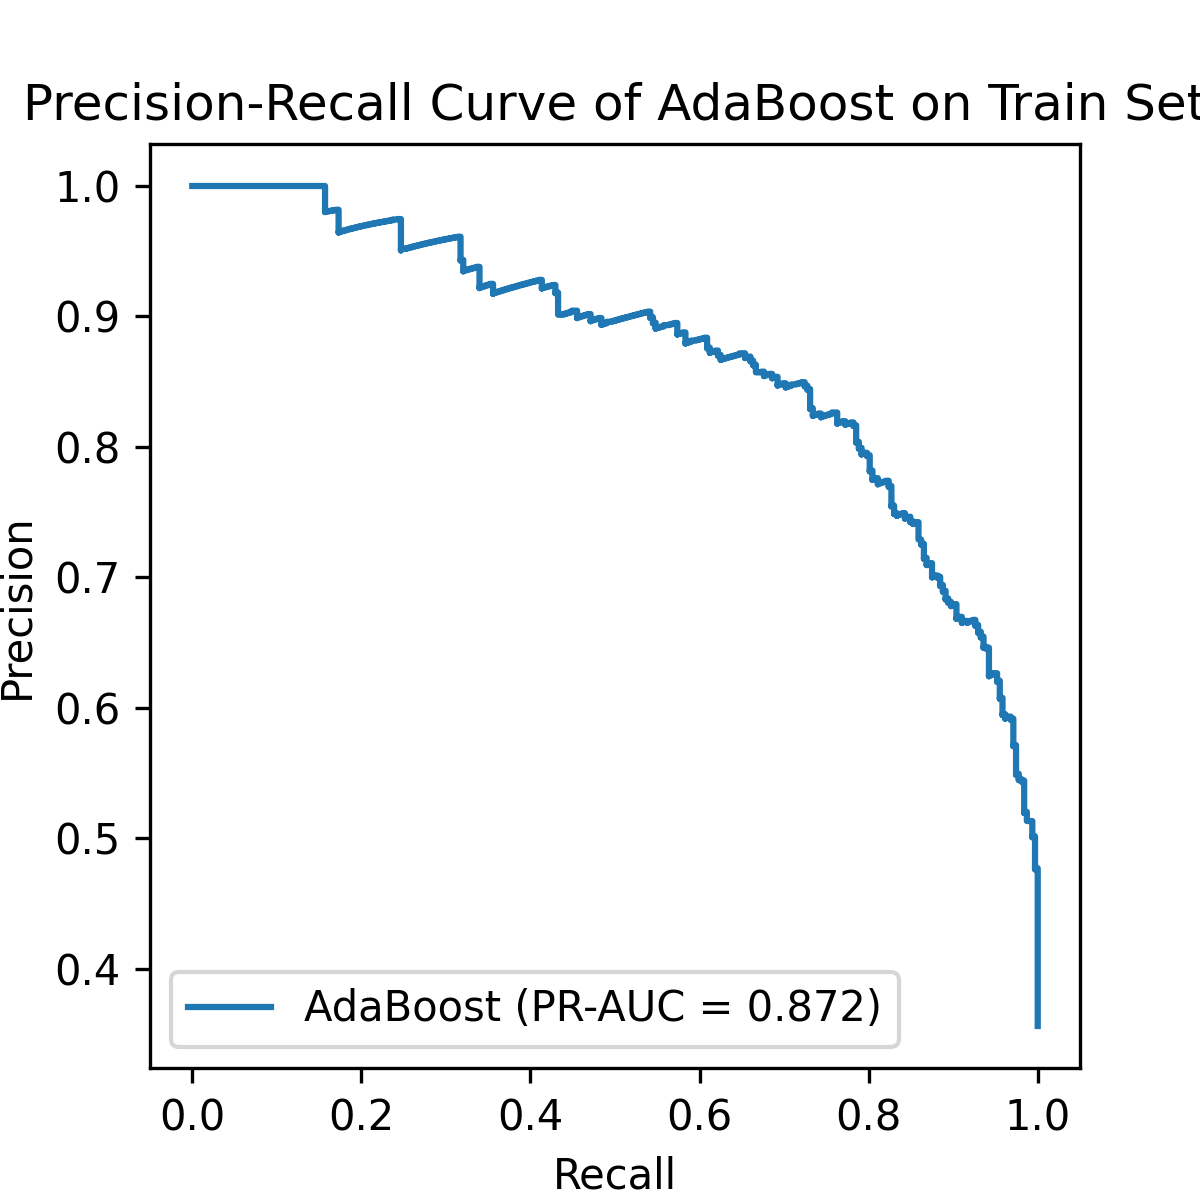 Precision-Recall Curve of AdaBoost on Train Set
1.0
0.9
0.8
0.7
0.6
0.5
0.4
Precision
AdaBoost (PR-AUC = 0.872)
0.0 0.2 0.4 0.6 0.8 1.0
Recall